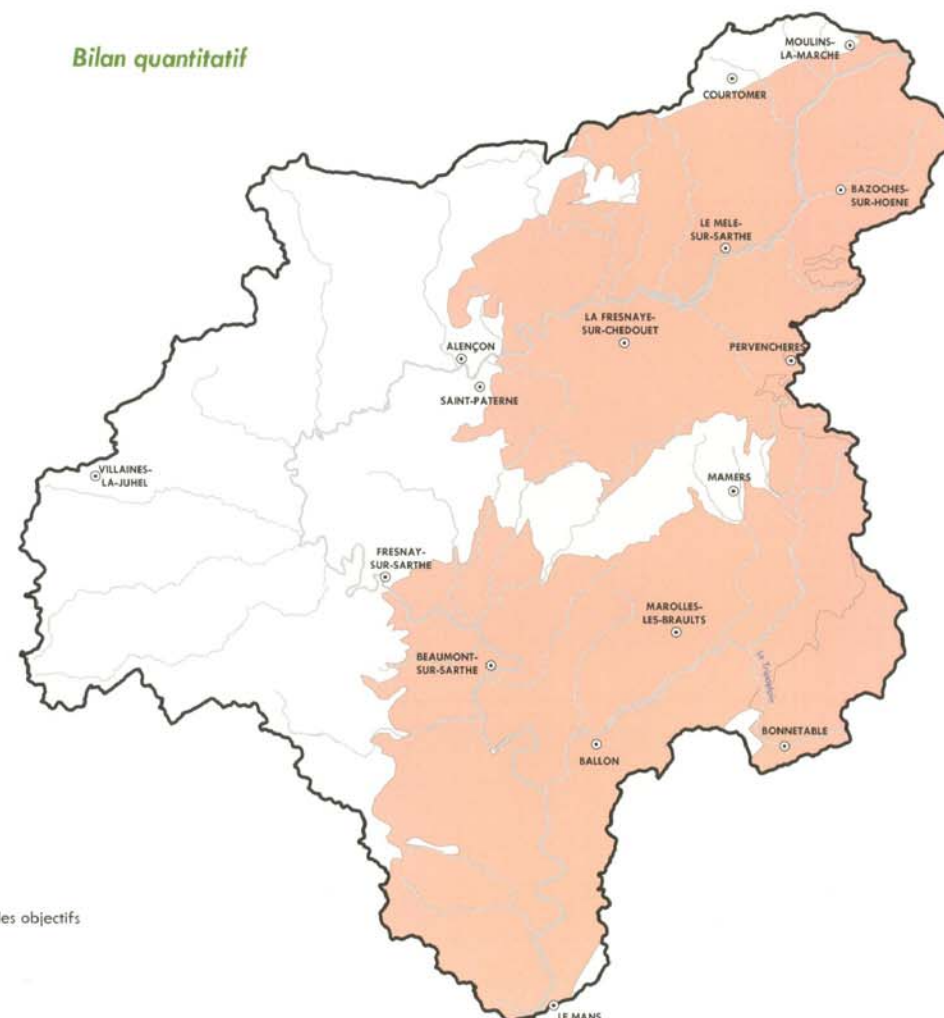 Bilan quantitatif
MOULINS-
LA-MARCHE
COURTOMER
BAZOCHES-
SUR-HOENE
LE MELE-
SUR-SARTHE
LA FRESNAYE-
SUR-CHEDOUET
ALENÇON
PERVENCHERES
SAINT-PATERNE
VILLAINES-
LA-JUHEL
MAMERS
FRESNAY-
SUR-SARTHE
MAROLLES-
LES-BRAULTS
BEAUMONT-
SUR-SARTHE
BONNETABLE
BALLON
les objectifs
LE MANS